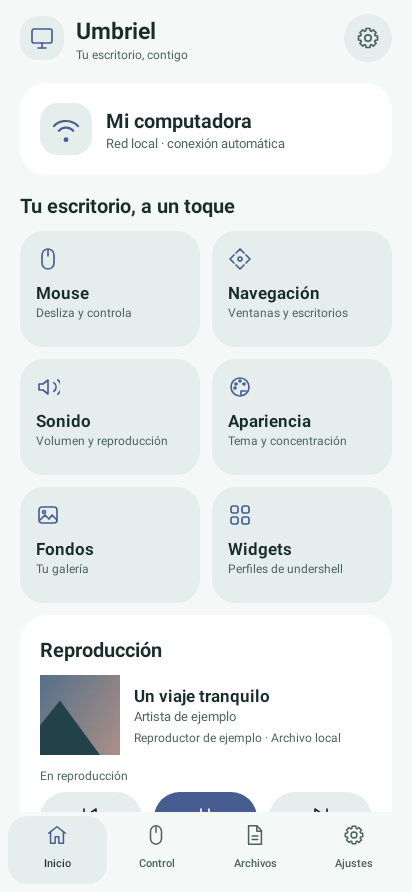 Umbriel
Tu escritorio, contigo
Mi computadora
Red local · conexión automática
Tu escritorio, a un toque
Mouse
Desliza y controla
Navegación
Ventanas y escritorios
Sonido
Volumen y reproducción
Apariencia
Tema y concentración
Fondos
Tu galería
Widgets
Perfiles de undershell
Reproducción
Un viaje tranquilo
Artista de ejemplo
Reproductor de ejemplo · Archivo local
En reproducción
Inicio
Control
Archivos
Ajustes